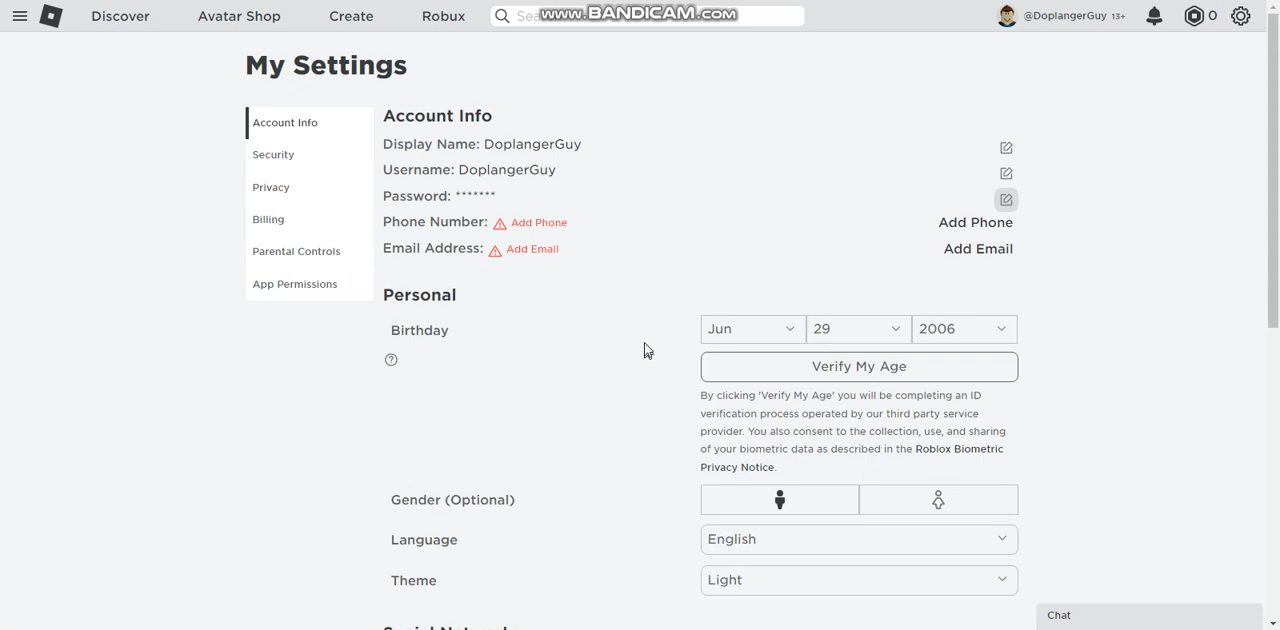 Discover Avatar Shop Create Robux Sea www.BANDICAM.com @DoplangerGuy 13+ 0
My Settings
Account Info
Security
Privacy
Billing
Parental Controls
App Permissions
Account Info
Display Name: DoplangerGuy
Username: DoplangerGuy
Password: *******
Phone Number: Add Phone Add Phone
Email Address: Add Email Add Email
Personal
Birthday Jun 29 2006
Verify My Age
By clicking 'Verify My Age' you will be completing an ID
verification process operated by our third party service
provider. You also consent to the collection, use, and sharing
of your biometric data as described in the Roblox Biometric
Privacy Notice.
Gender (Optional)
Language English
Theme Light
Chat